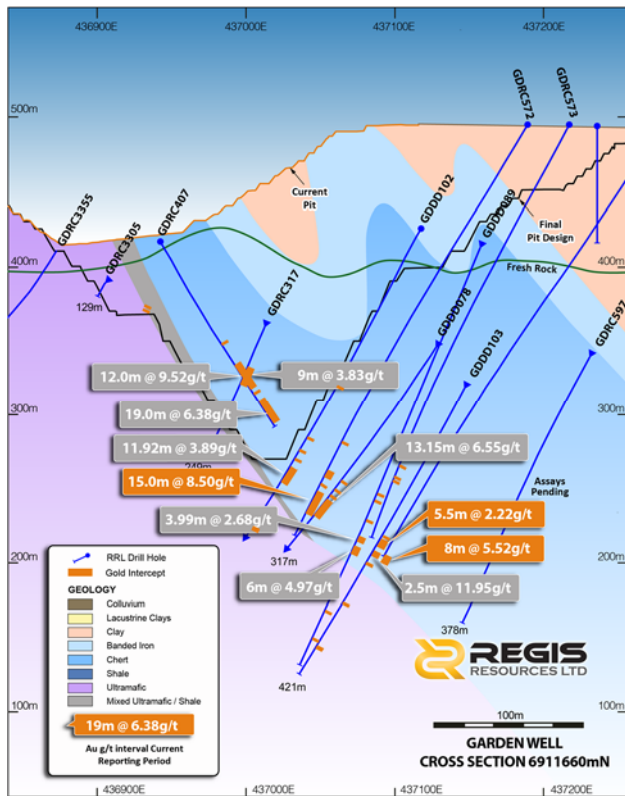 436900E
437000E
437100E
437200E
500m
400m
300m
200m
100m
GDRC572
GDRC573
GDRC3355
GDRC3305
GDRC407
GDDD102
GDDD089
GDRC317
GDDD078
GDDD103
GDRC597
Current
Pit
Final
Pit Design
Fresh Rock
129m
12.0m @ 9.52g/t
9m @ 3.83g/t
19.0m @ 6.38g/t
11.92m @ 3.89g/t
13.15m @ 6.55g/t
249m
15.0m @ 8.50g/t
Assays
Pending
3.99m @ 2.68g/t
5.5m @ 2.22g/t
317m
8m @ 5.52g/t
6m @ 4.97g/t
2.5m @ 11.95g/t
378m
421m
RRL Drill Hole
Gold Intercept
GEOLOGY
Colluvium
Lacustrine Clays
Clay
Banded Iron
Chert
Shale
Ultramafic
Mixed Ultramafic / Shale
19m @ 6.38g/t
Au g/t interval Current
Reporting Period
REGIS
RESOURCES LTD
100m
GARDEN WELL
CROSS SECTION 6911660mN
436900E
437000E
437100E
437200E